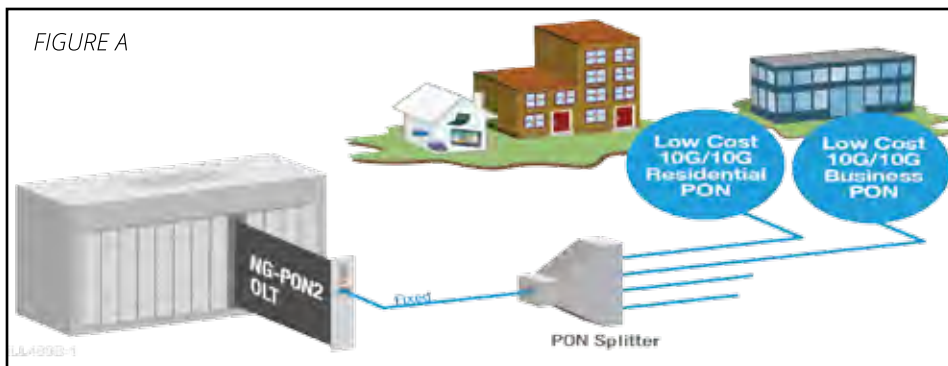 FIGURE A
Low Cost
10G/10G
Residential
PON
Low Cost
10G/10G
Business
PON
NG-PON2
OLT
Fixed
PON Splitter